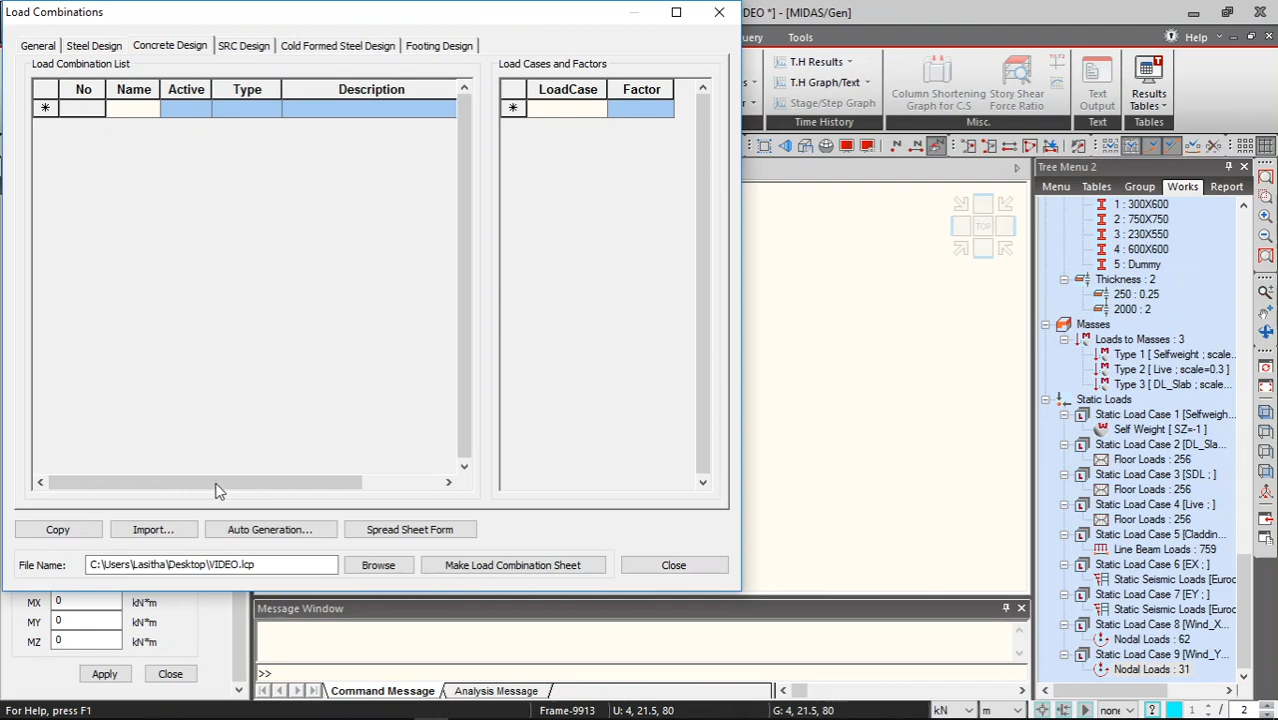 Load Combinations
DEO *] - [MIDAS/Gen]
uery
Tools
Help
General
Steel Design
Concrete Design
SRC Design
Cold Formed Steel Design
Footing Design
Load Combination List
No
Name
Active
Type
Decription
Load Cases and Factors
LoadCase
Factor
T.H Results
T.H Graph/Text
Stage/Step Graph
Time History
Column Shortening
Graph for C.S
Story Shear
Force Ratio
Misc.
Text
Output
Text
Results
Tables
Tables
Tree Menu 2
Menu
Tables
Group
Works
Report
1 : 300X600
2 : 750X750
3 : 230X550
4 : 600X600
5 : Dummy
Thickness : 2
250 : 0.25
2000 : 2
Masses
Loads to Masses : 3
Type 1 [ Selfweight ; scale...
Type 2 [ Live ; scale=0.3 ]
Type 3 [ DL_Slab ; scale...
Static Loads
Static Load Case 1 [Selfweigh...
Self Weight [ SZ=-1 ]
Static Load Case 2 [DL_Sla...
Floor Loads : 256
Static Load Case 3 [SDL ; ]
Floor Loads : 256
Static Load Case 4 [Live ; ]
Floor Loads : 256
Static Load Case 5 [Claddin...
Line Beam Loads : 759
Static Load Case 6 [EX ; ]
Static Seismic Loads [Euroc
Static Load Case 7 [EY ; ]
Static Seismic Loads [Euroc
Static Load Case 8 [Wind_X...
Nodal Loads : 62
Static Load Case 9 [Wind_Y...
Nodal Loads : 31
TOP
Copy
Import...
Auto Generation...
Spread Sheet Form
File Name:
C:\Users\Lasitha\Desktop\VIDEO.lcp
Browse
Make Load Combination Sheet
Close
MX
0
kN*m
MY
0
kN*m
MZ
0
kN*m
Apply
Close
Message Window
>>
Command Message
Analysis Message
For Help, press F1
Frame-9913
U: 4, 21.5, 80
G: 4, 21.5, 80
kN
m
none
?
1
/
2